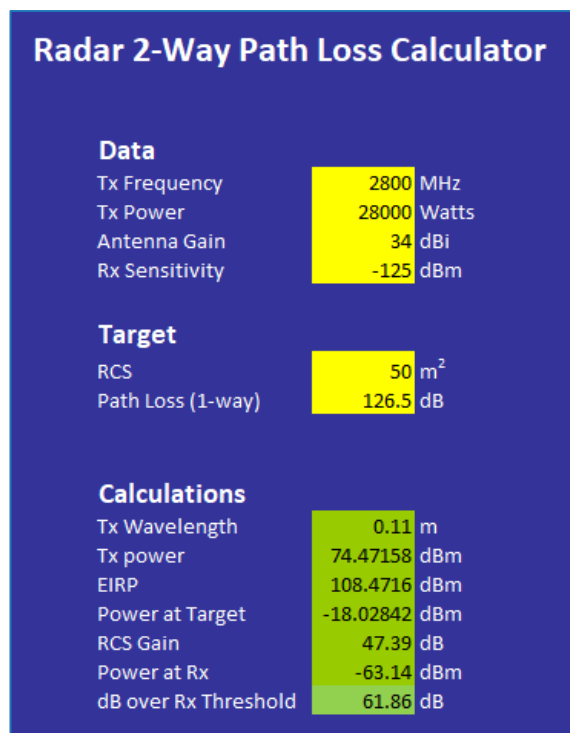 Radar 2-Way Path Loss Calculator
Data
Tx Frequency 2800 MHz
Tx Power 28000 Watts
Antenna Gain 34 dBi
Rx Sensitivity -125 dBm
Target
RCS 50 m²
Path Loss (1-way) 126.5 dB
Calculations
Tx Wavelength 0.11 m
Tx power 74.47158 dBm
EIRP 108.4716 dBm
Power at Target -18.02842 dBm
RCS Gain 47.39 dB
Power at Rx -63.14 dBm
dB over Rx Threshold 61.86 dB